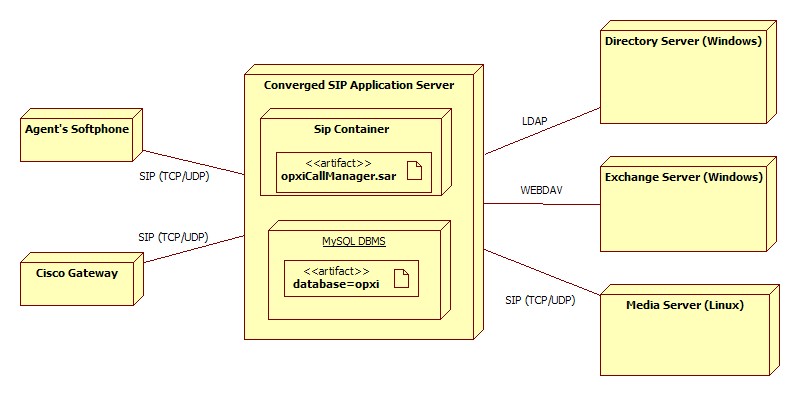 Directory Server (Windows)
Converged SIP Application Server
Agent's Softphone
Sip Container
LDAP
<<artifact>>
opxiCallManager.sar
SIP (TCP/UDP)
Exchange Server (Windows)
WEBDAV
SIP (TCP/UDP)
MySQL DBMS
Cisco Gateway
<<artifact>>
database=opxi
SIP (TCP/UDP)
Media Server (Linux)